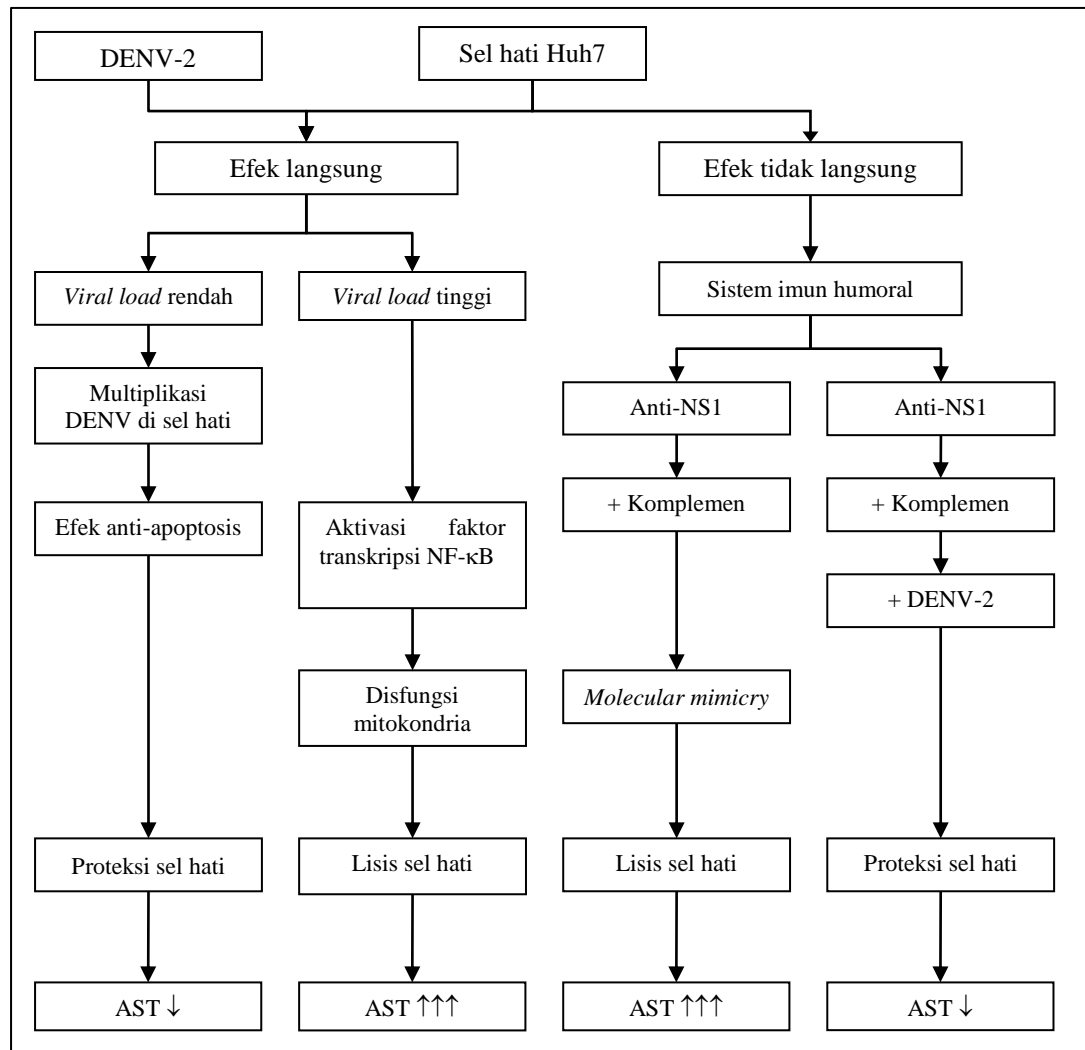 DENV-2
Sel hati Huh7
Efek langsung
Efek tidak langsung
Viral load rendah
Viral load tinggi
Sistem imun humoral
Multiplikasi
DENV di sel hati
Anti-NS1
Anti-NS1
Efek anti-apoptosis
Aktivasi faktor
transkripsi NF-κB
+ Komplemen
+ Komplemen
+ DENV-2
Disfungsi
mitokondria
Molecular mimicry
Proteksi sel hati
Lisis sel hati
Lisis sel hati
Proteksi sel hati
AST ↓
AST ↑↑↑
AST ↑↑↑
AST ↓